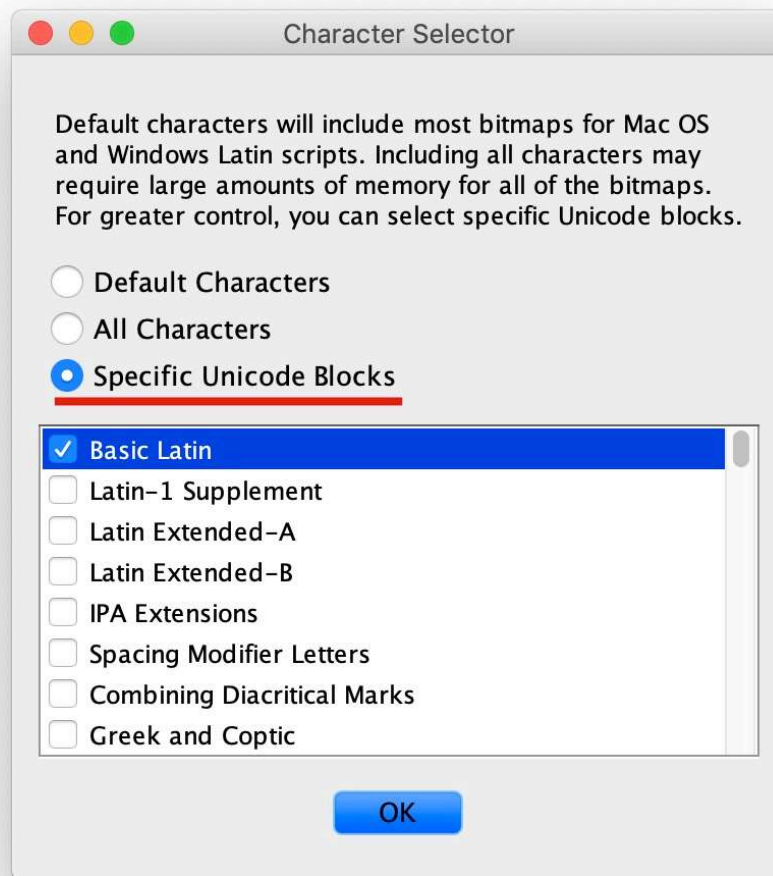 Character Selector
Default characters will include most bitmaps for Mac OS
and Windows Latin scripts. Including all characters may
require large amounts of memory for all of the bitmaps.
For greater control, you can select specific Unicode blocks.
Default Characters
All Characters
Specific Unicode Blocks
Basic Latin
Latin-1 Supplement
Latin Extended-A
Latin Extended-B
IPA Extensions
Spacing Modifier Letters
Combining Diacritical Marks
Greek and Coptic
OK